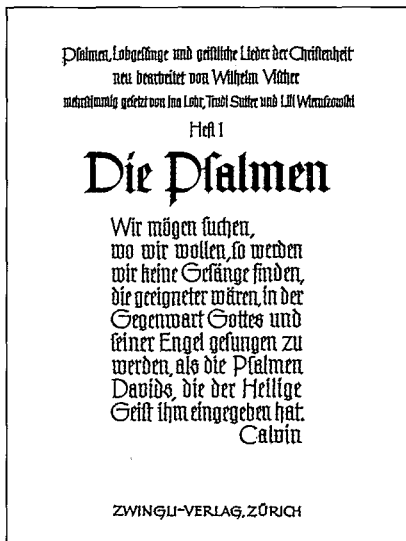 Psalmen, Lobgesänge und geistliche Lieder der Christenheit
neu bearbeitet von Wilhelm Vischer
mehrstimmig gesetzt von Ina Lohr, Trudi Sutter und Lili Wieruszowski
Heft 1
Die Psalmen
Wir mögen suchen,
wo wir wollen, so werden
wir keine Gesänge finden,
die geeigneter wären, in der
Gegenwart Gottes und
seiner Engel gesungen zu
werden, als die Psalmen
Davids, die der Heilige
Geist ihm eingegeben hat.
Calvin
ZWINGLI-VERLAG, ZÜRICH